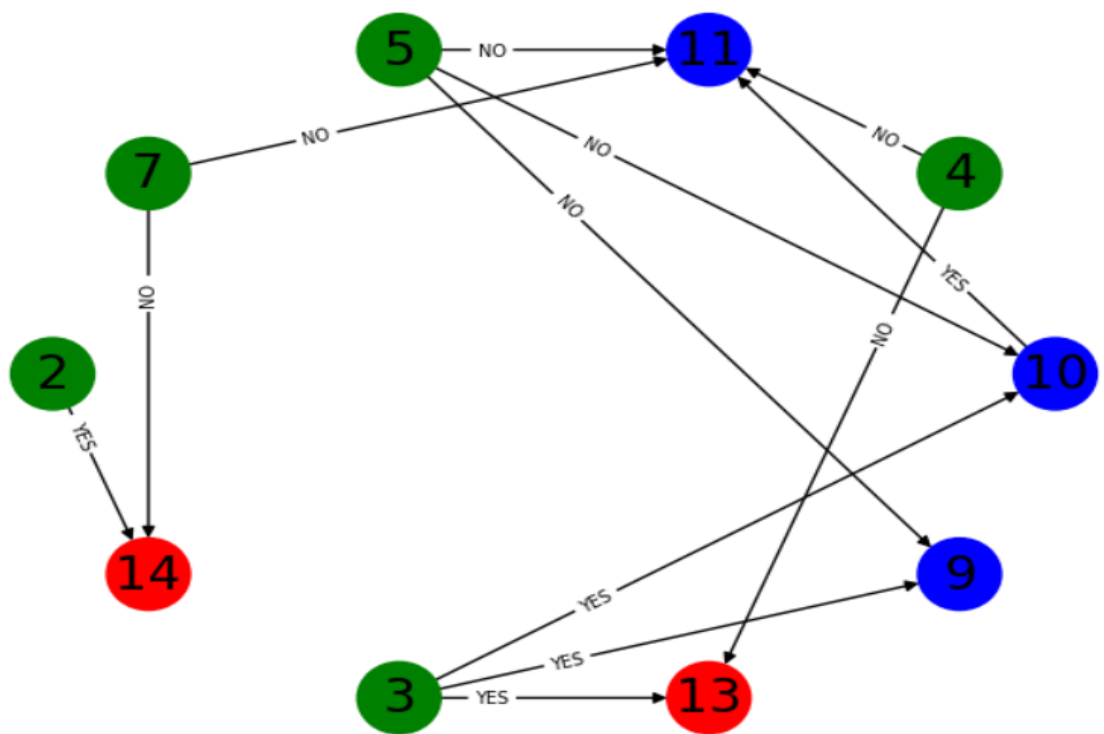 5
NO
11
NO
7
NO
NO
4
NO
YES
NO
NO
2
10
YES
14
9
YES
YES
3
YES
13